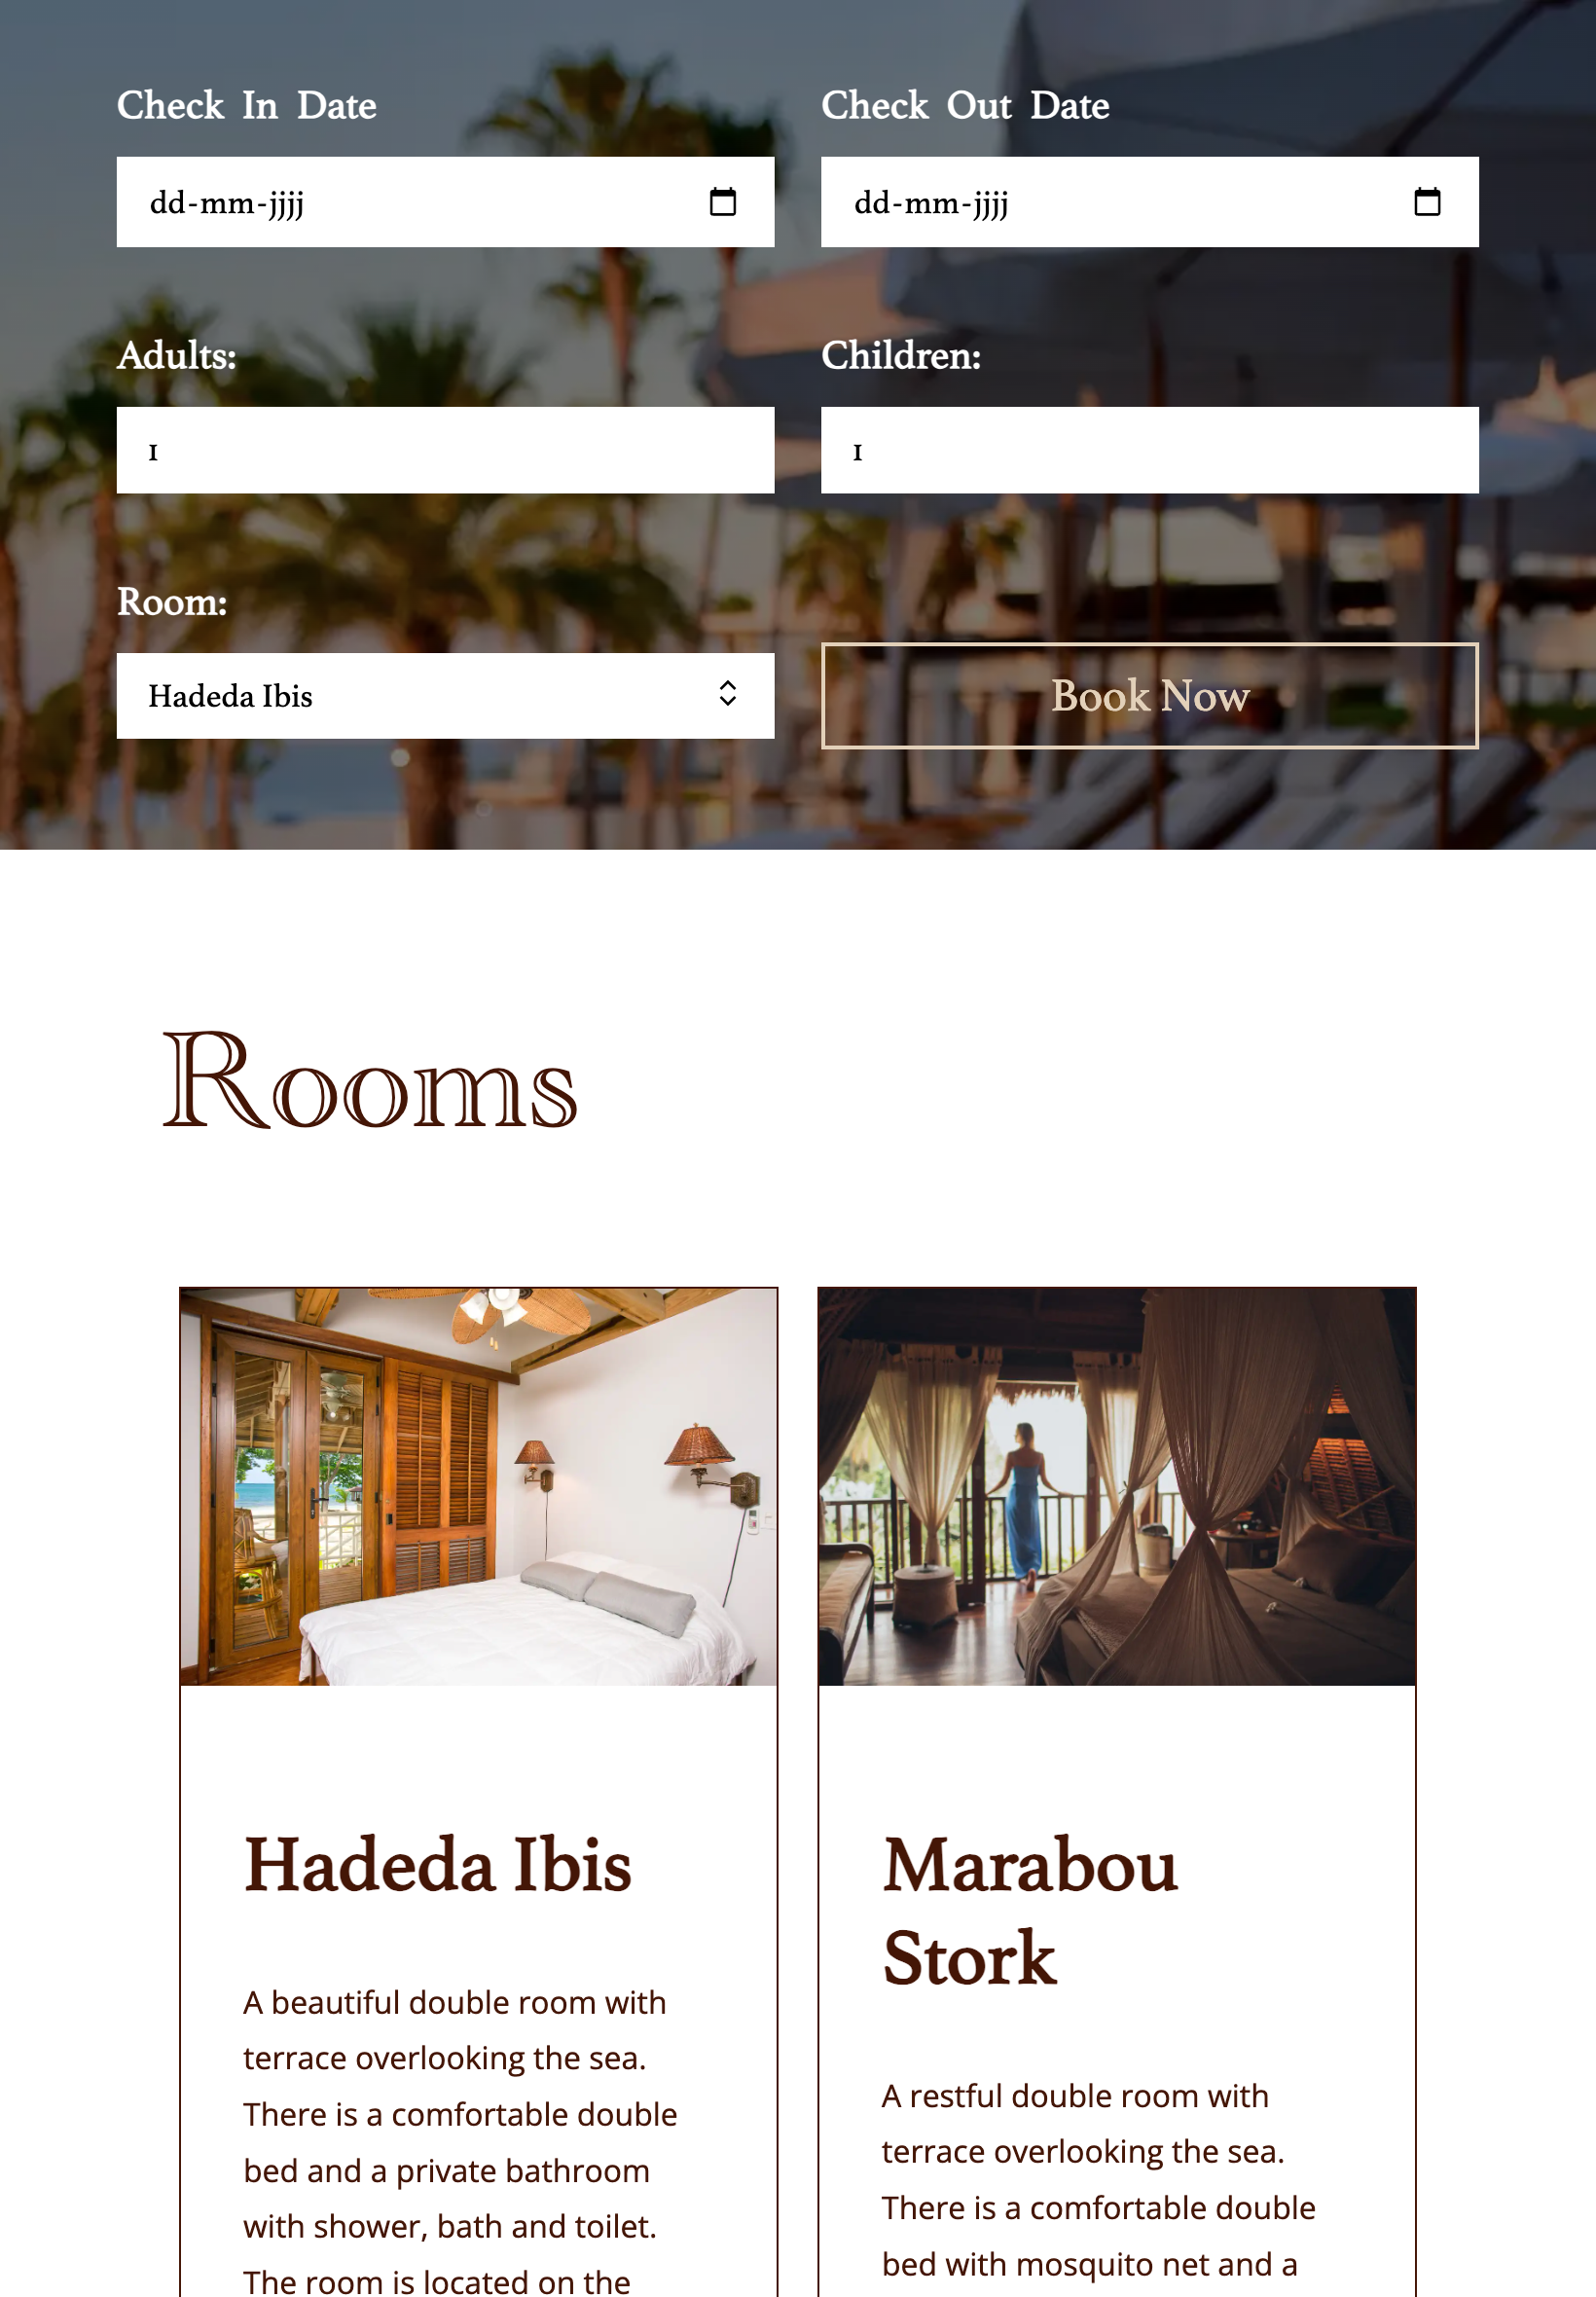 Check In Date
Check Out Date
dd-mm-jjjj
dd-mm-jjjj
Adults:
Children:
1
1
Room:
Hadeda Ibis
Book Now
Rooms
Hadeda Ibis
A beautiful double room with
terrace overlooking the sea.
There is a comfortable double
bed and a private bathroom
with shower, bath and toilet.
The room is located on the
Marabou
Stork
A restful double room with
terrace overlooking the sea.
There is a comfortable double
bed with mosquito net and a